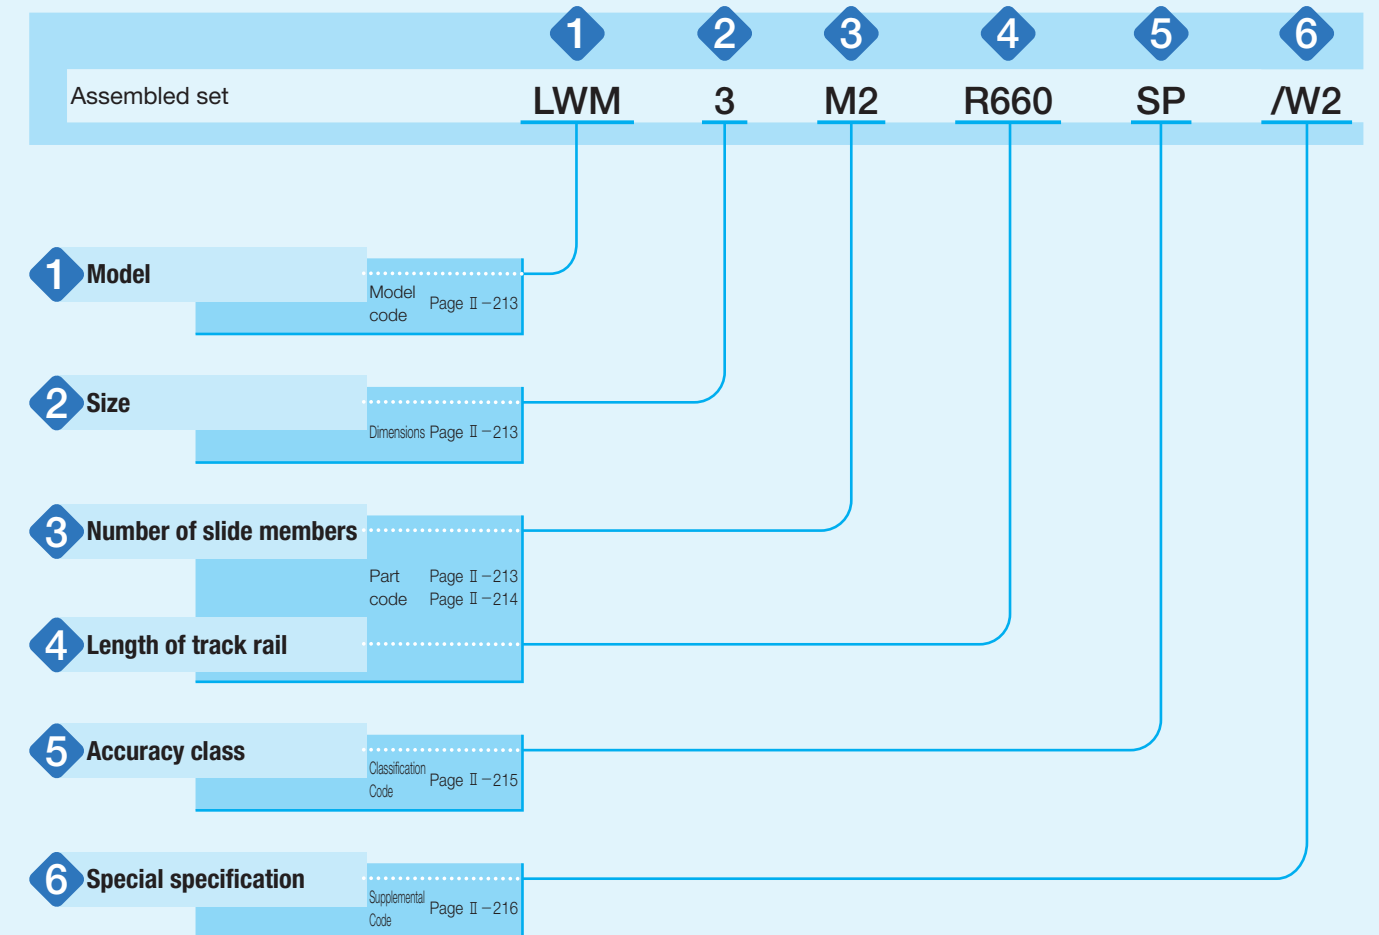 1 2 3 4 5 6
Assembled set LWM 3 M2 R660 SP /W2
1 Model
Model code Page Ⅱ－213
2 Size
Dimensions Page Ⅱ－213
3 Number of slide members
Part code Page Ⅱ－213
Page Ⅱ－214
4 Length of track rail
5 Accuracy class
Classification Code Page Ⅱ－215
6 Special specification
Supplemental Code Page Ⅱ－216